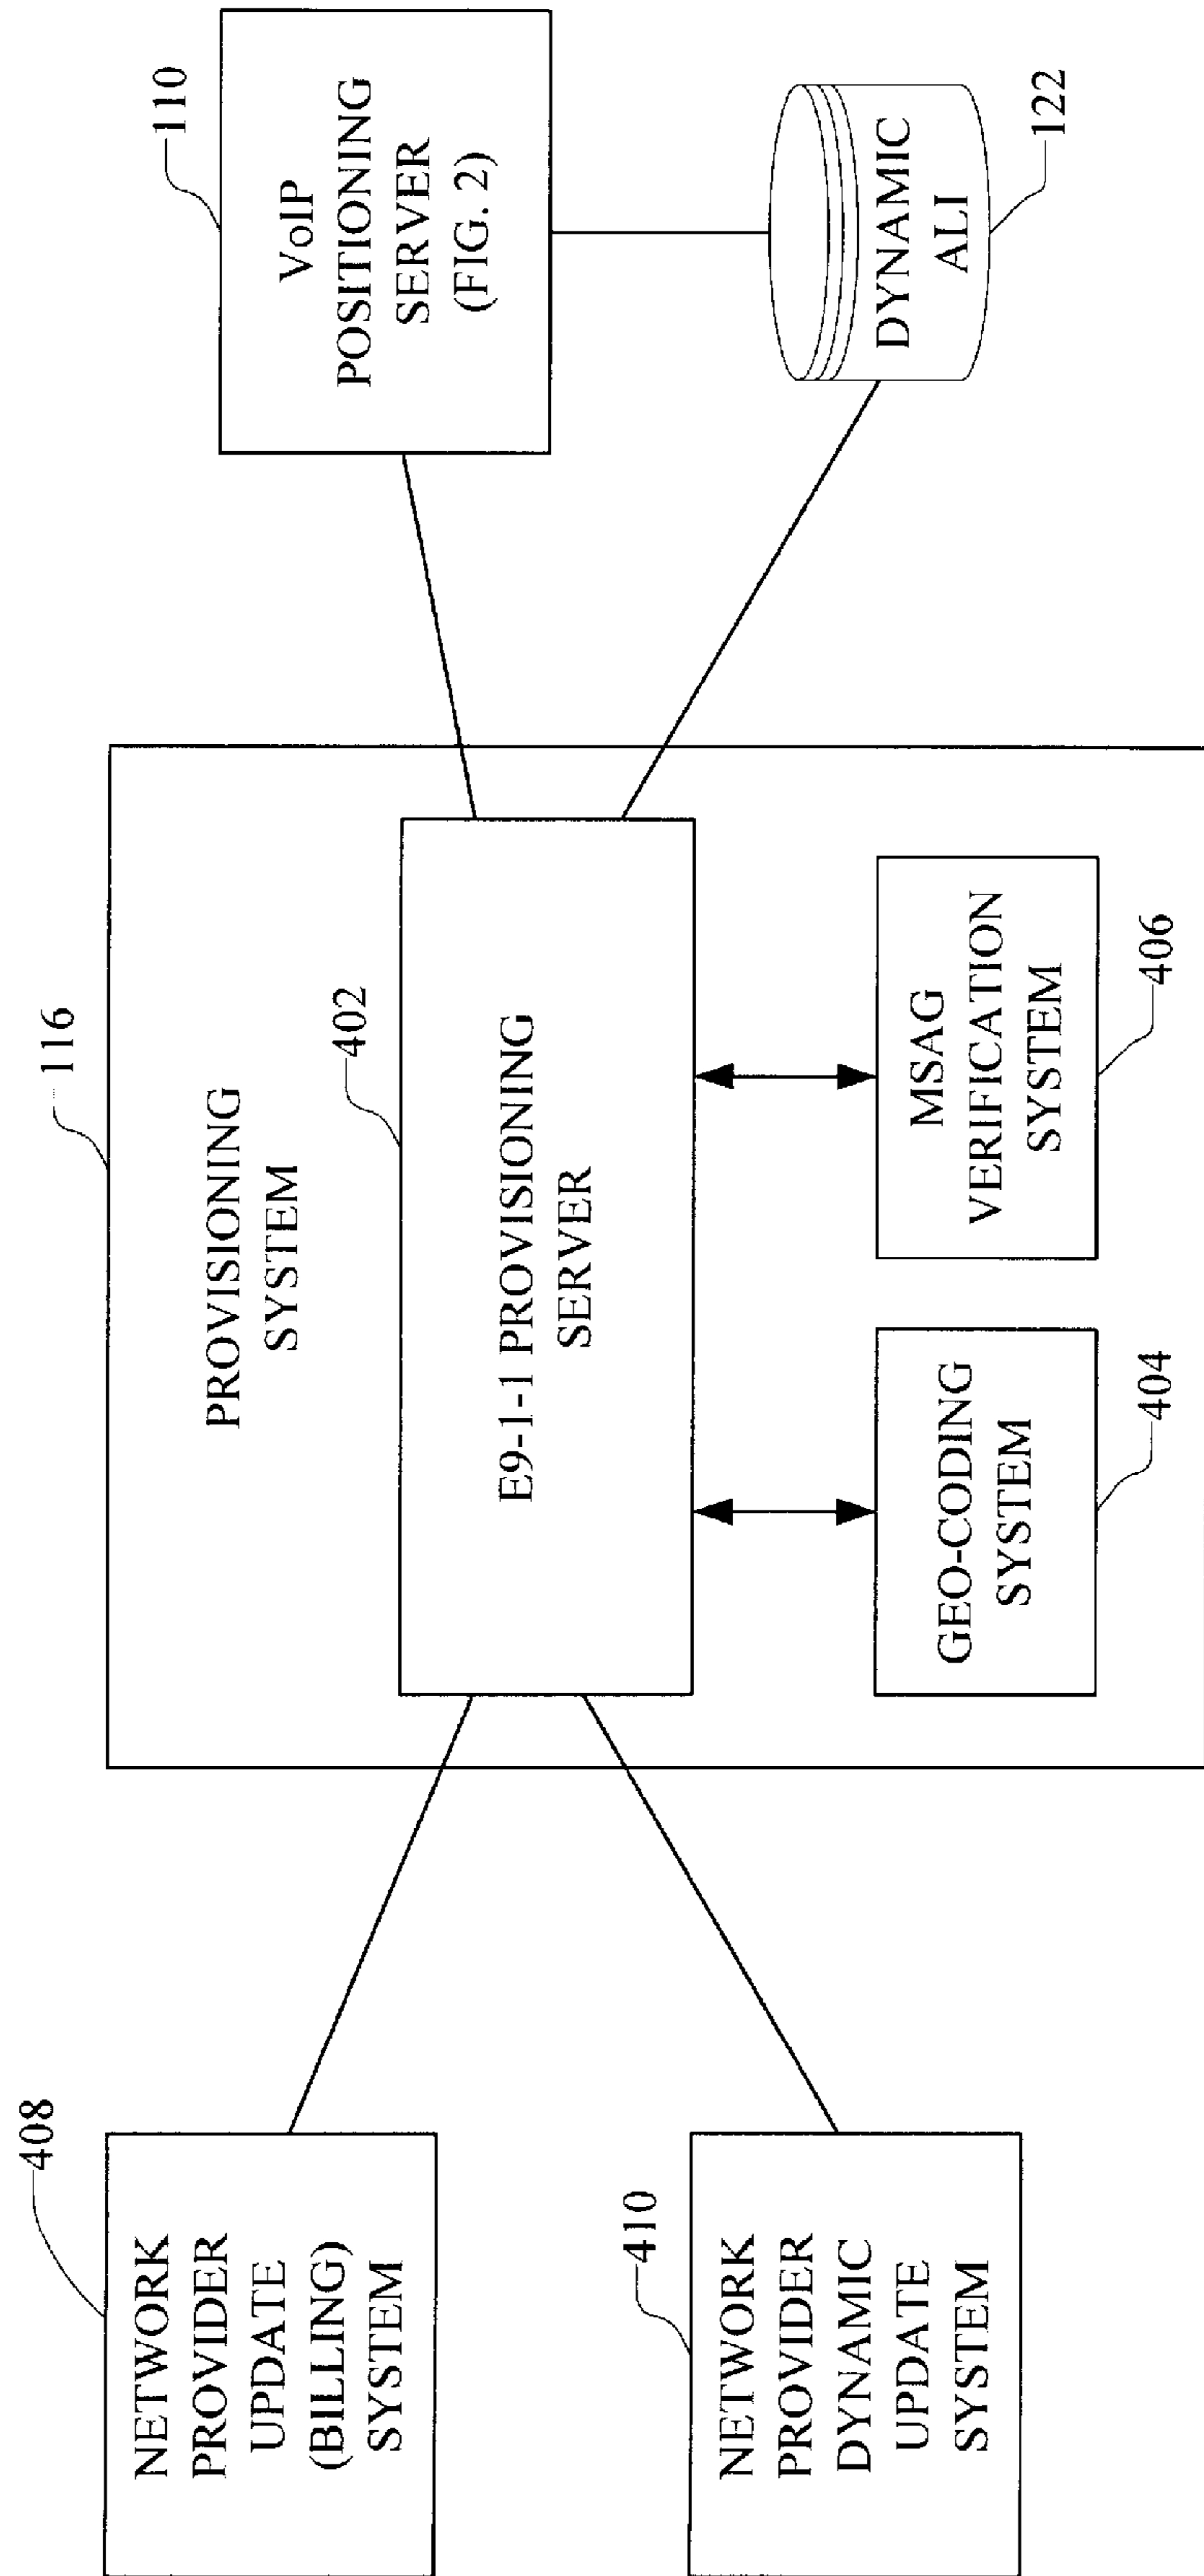 408
NETWORK
PROVIDER
UPDATE
(BILLING)
SYSTEM
410
NETWORK
PROVIDER
DYNAMIC
UPDATE
SYSTEM
116
PROVISIONING
SYSTEM
402
E9-1-1 PROVISIONING
SERVER
GEO-CODING
SYSTEM
404
MSAG
VERIFICATION
SYSTEM
406
110
VoIP
POSITIONING
SERVER
(FIG. 2)
DYNAMIC
ALI
122